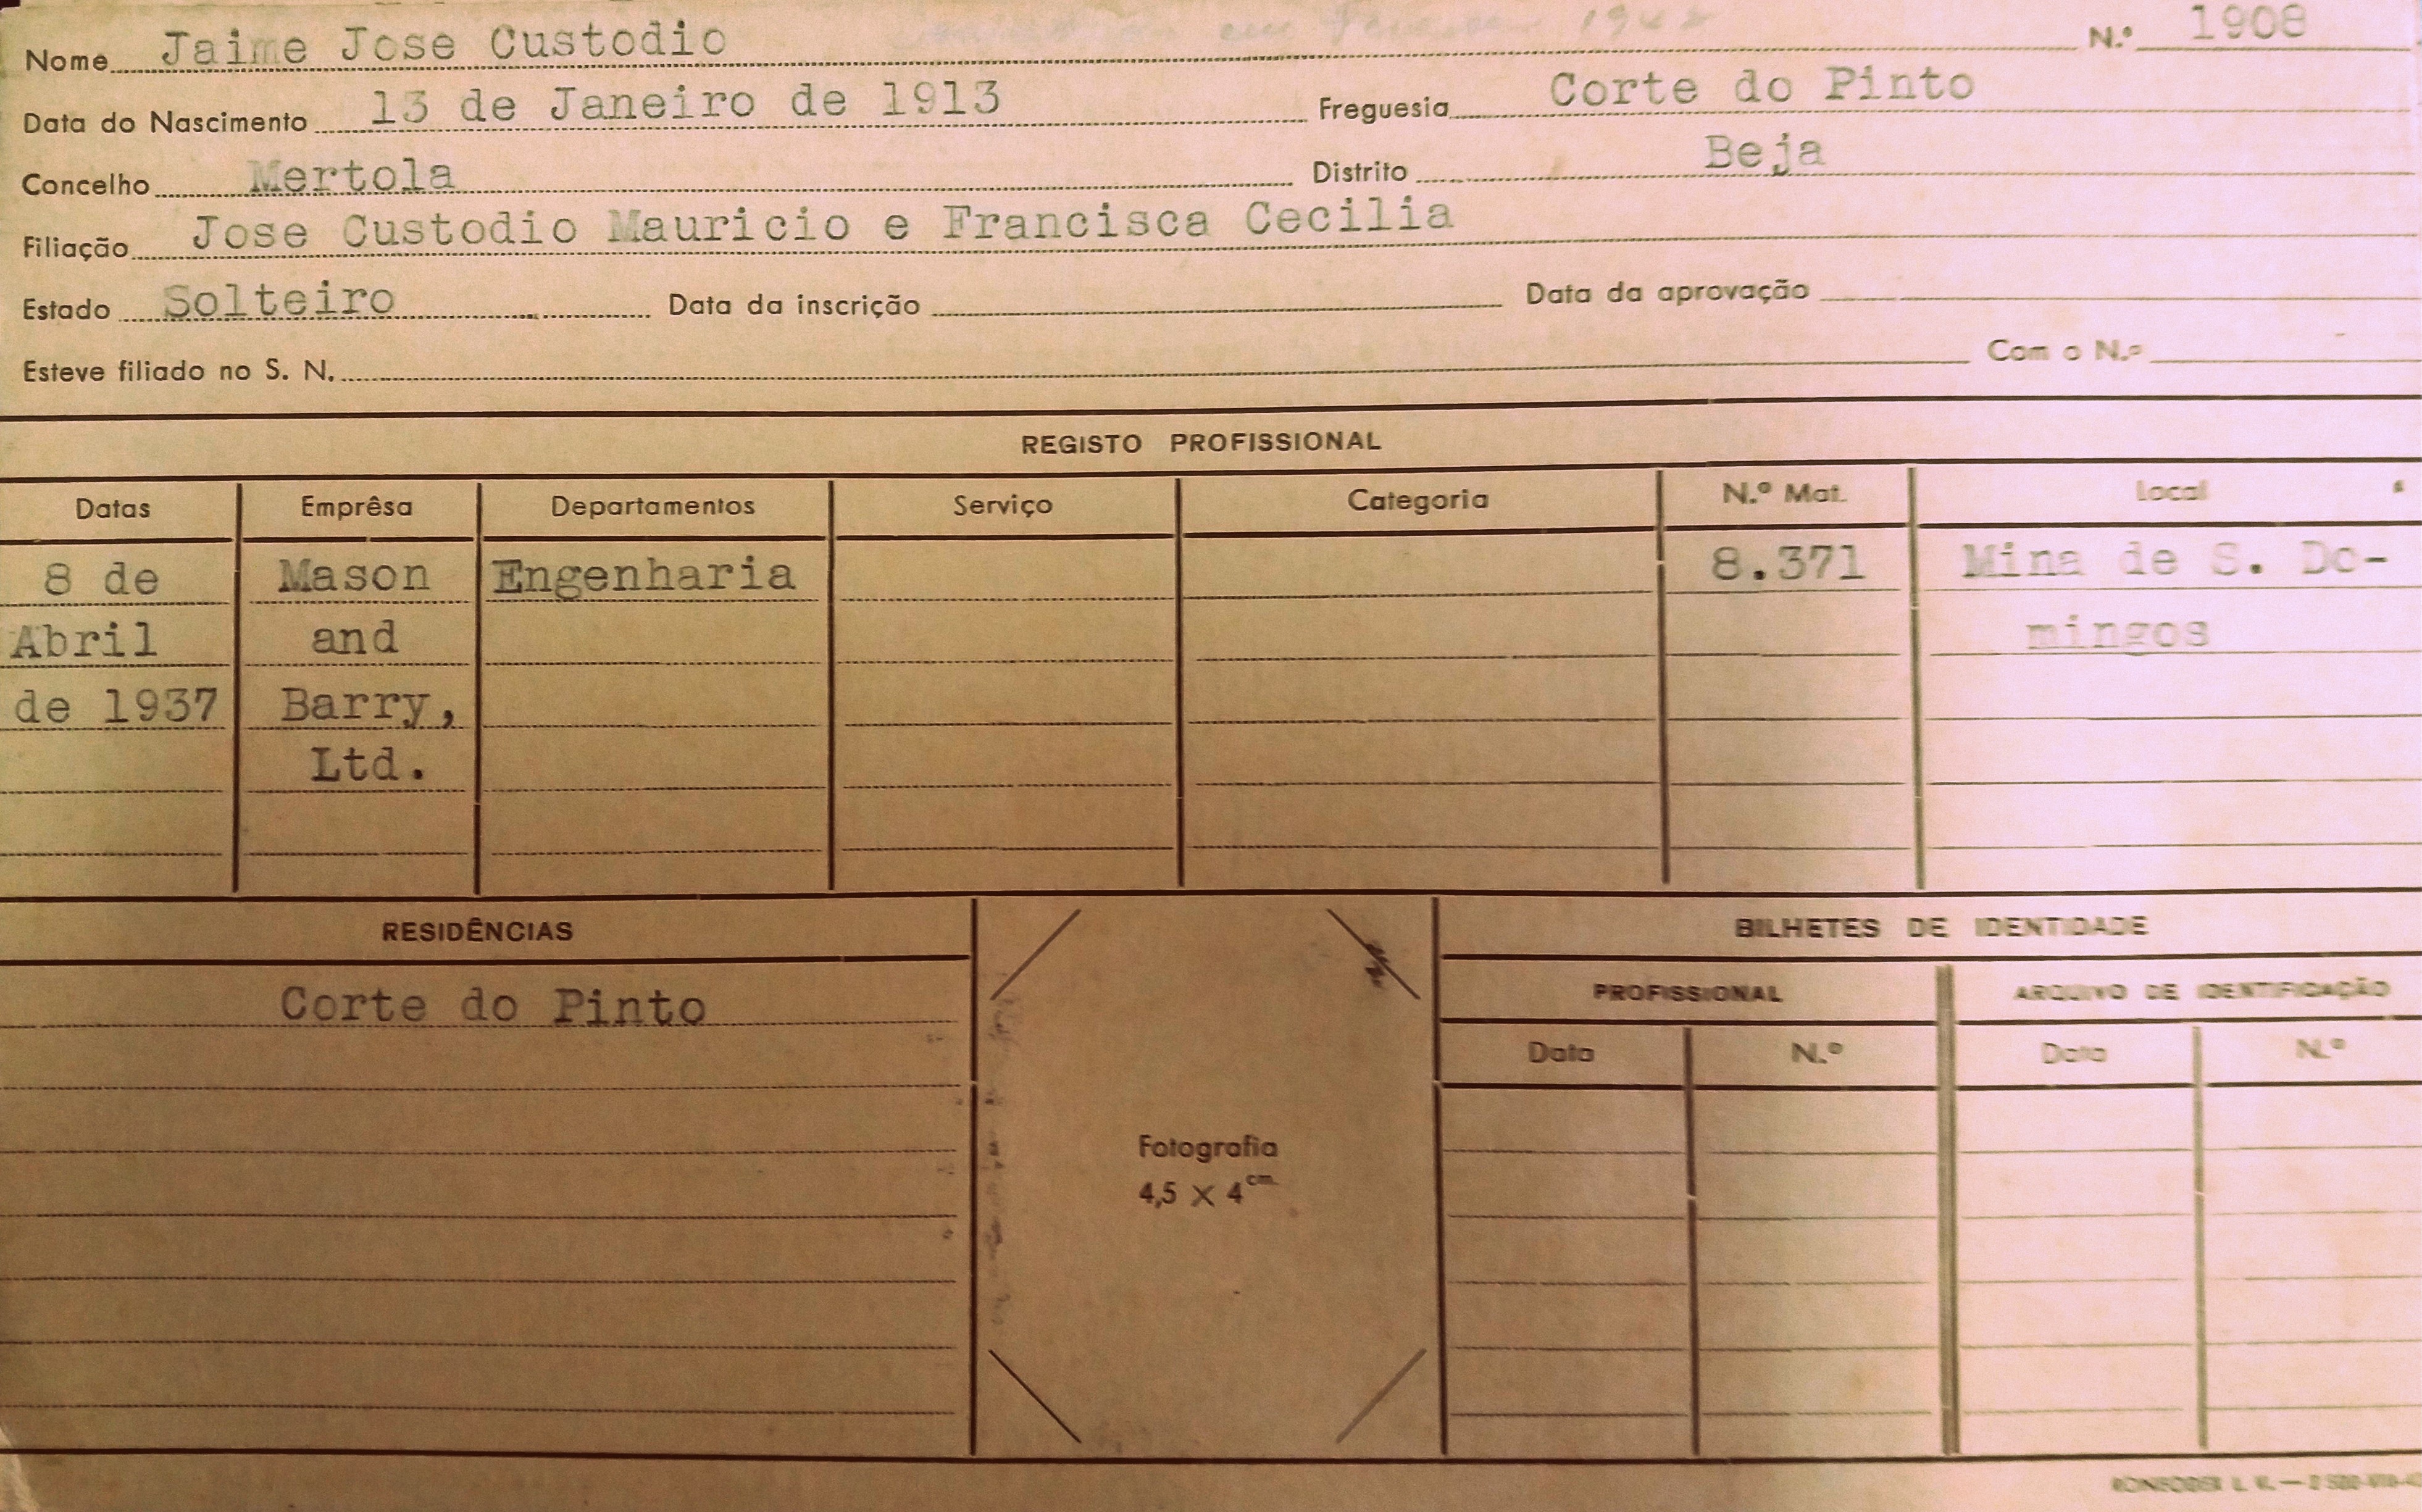 Nome Jaime Jose Custodio em 1942 N.º 1908
Data do Nascimento 13 de Janeiro de 1913 Freguesia Corte do Pinto
Concelho Mertola Distrito Beja
Filiação Jose Custodio Mauricio e Francisca Cecilia
Estado Solteiro Data da inscrição Data da aprovação
Esteve filiado no S. N. Com o N.º
REGISTO PROFISSIONAL
Datas Emprêsa Departamentos Serviço Categoria N.º Mat. Local
8 de Mason Engenharia 8.371 Mina de S. Do-
Abril and mingos
de 1937 Barry,
Ltd.
RESIDÊNCIAS BILHETES DE IDENTIDADE
PROFISSIONAL ARQUIVO DE IDENTIFICAÇÃO
Corte do Pinto
Data N.º Data N.º
Fotografia
4,5 × 4 cm.